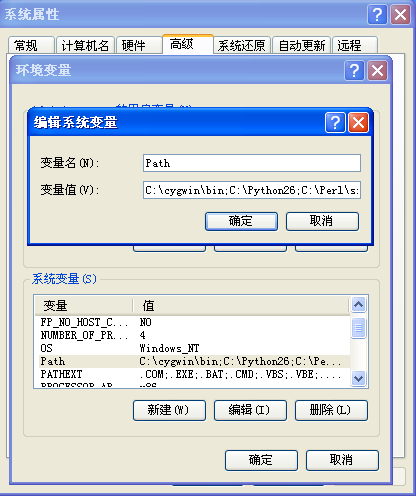 系统属性
常规 计算机名 硬件 高级 系统还原 自动更新 远程
环境变量
编辑系统变量
变量名(N): Path
变量值(V): C:\cygwin\bin;C:\Python26;C:\Perl\s
确定 取消
系统变量(S)
变量 值
FP_NO_HOST_C... NO
NUMBER_OF_PR... 4
OS Windows_NT
Path C:\cygwin\bin;C:\Python26;C:\Pe...
PATHEXT .COM;.EXE;.BAT;.CMD;.VBS;.VBE;....
新建(W) 编辑(I) 删除(L)
确定 取消